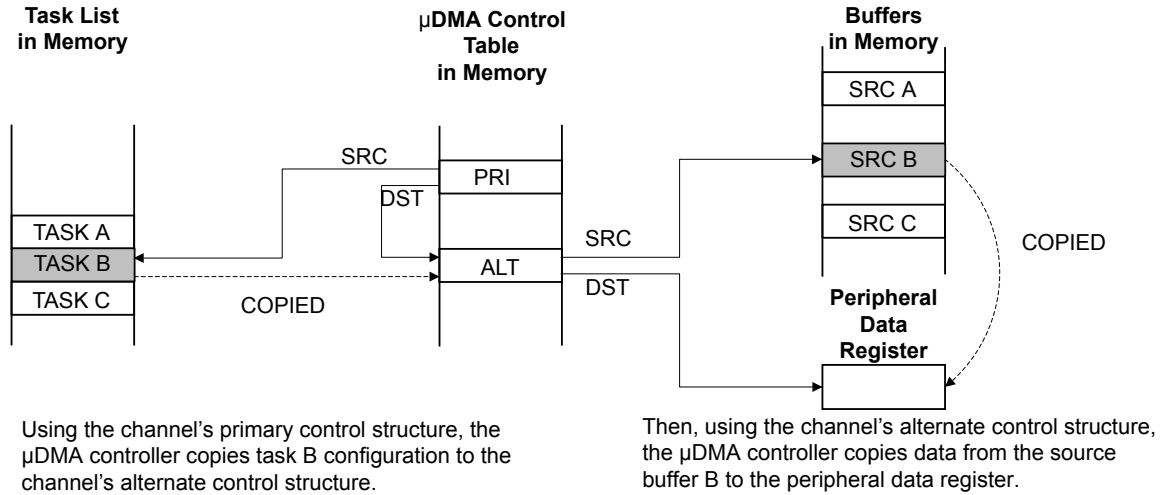 Task List
in Memory
µDMA Control
Table
in Memory
Buffers
in Memory
SRC A
SRC
PRI
SRC B
DST
TASK A
SRC C
SRC
COPIED
TASK B
ALT
DST
TASK C
COPIED
Peripheral
Data
Register
Using the channel's primary control structure, the
µDMA controller copies task B configuration to the
channel's alternate control structure.
Then, using the channel's alternate control structure,
the µDMA controller copies data from the source
buffer B to the peripheral data register.